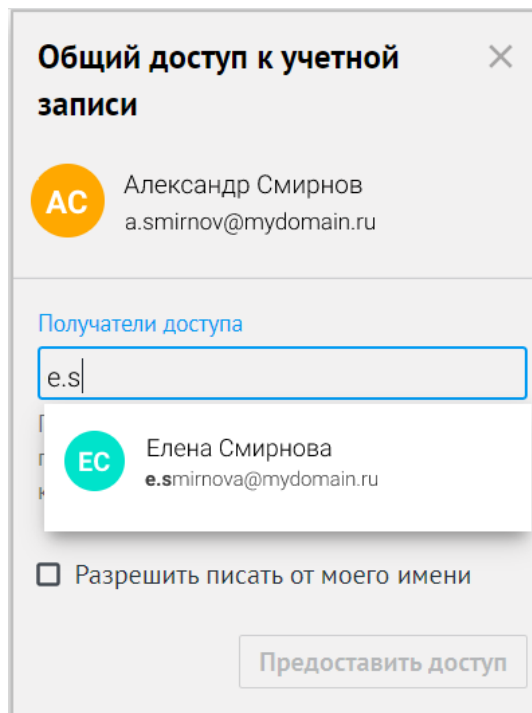 Общий доступ к учетной
записи
АС
Александр Смирнов
a.smirnov@mydomain.ru
Получатели доступа
e.s
ЕС
Елена Смирнова
e.smirnova@mydomain.ru
Разрешить писать от моего имени
Предоставить доступ